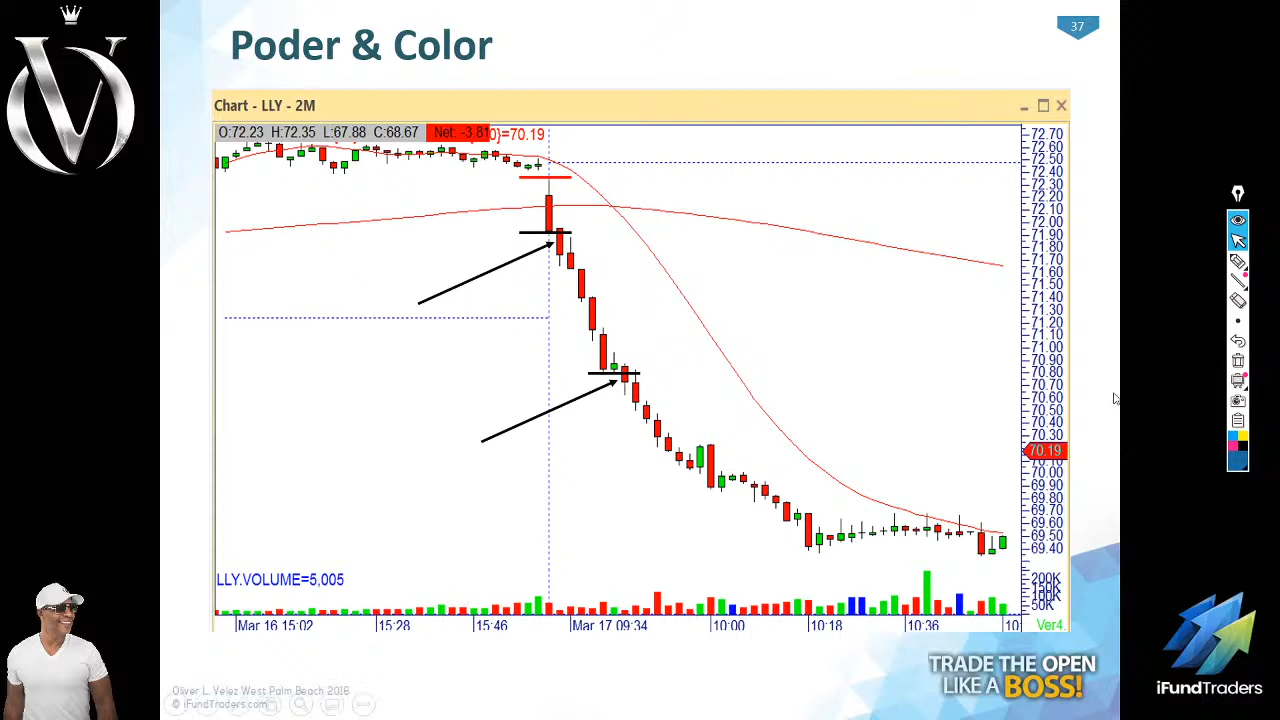 Poder & Color
37
Chart - LLY - 2M
O:72.23 H:72.35 L:67.88 C:68.67 Net: -3.81
0}=70.19
72.70
72.60
72.50
72.40
72.30
72.20
72.10
72.00
71.90
71.80
71.70
71.60
71.50
71.40
71.30
71.20
71.10
71.00
70.90
70.80
70.70
70.60
70.50
70.40
70.30
70.19
70.10
70.00
69.90
69.80
69.70
69.60
69.50
69.40
LLY.VOLUME=5,005
200K
150K
100K
50K
Mar 16 15:02 15:28 15:46 Mar 17 09:34 10:00 10:18 10:36 10:
Ver4.
TRADE THE OPEN
LIKE A BOSS!
Oliver L. Velez West Palm Beach 2016
© iFundTraders.com
iFundTraders
OV